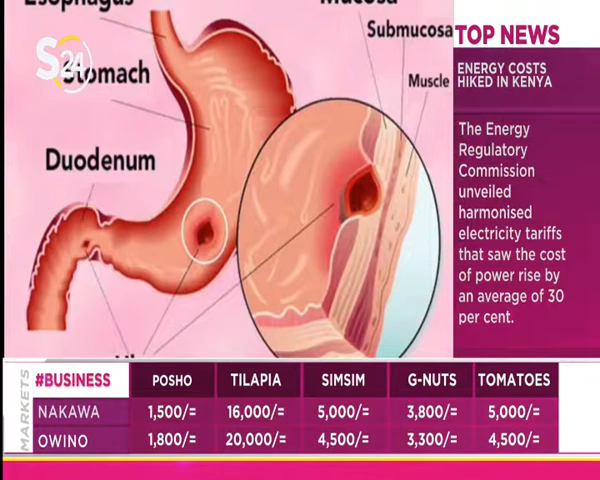 Esophagus
Mucosa
Submucosa
Stomach
Muscle
Duodenum
S24
TOP NEWS
ENERGY COSTS
HIKED IN KENYA
The Energy
Regulatory
Commission
unveiled
harmonised
electricity tariffs
that saw the cost
of power rise by
an average of 30
per cent.
MARKETS
#BUSINESS POSHO TILAPIA SIMSIM G-NUTS TOMATOES
NAKAWA 1,500/= 16,000/= 5,000/= 3,800/= 5,000/=
OWINO 1,800/= 20,000/= 4,500/= 3,300/= 4,500/=